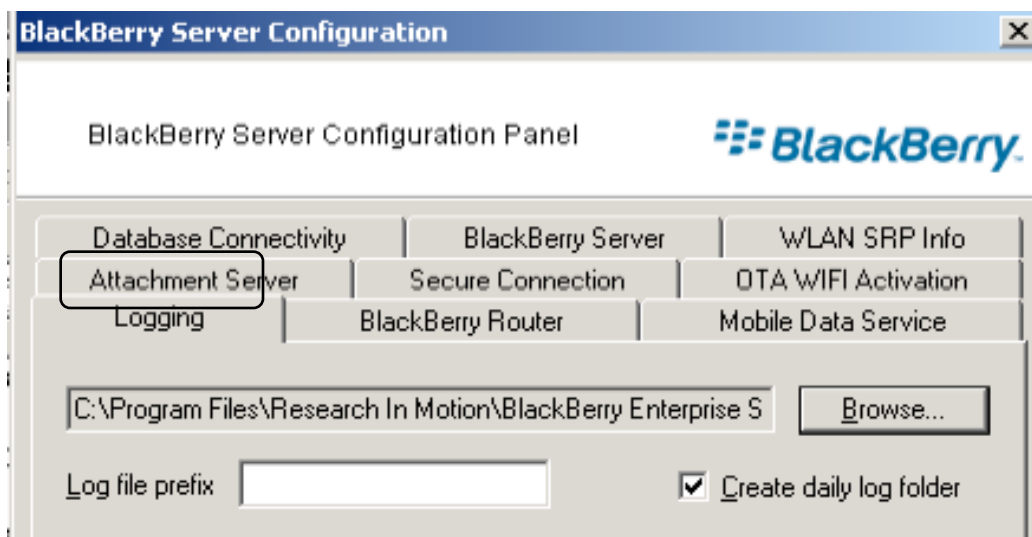 BlackBerry Server Configuration
BlackBerry Server Configuration Panel
BlackBerry.
Database Connectivity BlackBerry Server WLAN SRP Info
Attachment Server Secure Connection OTA WIFI Activation
Logging BlackBerry Router Mobile Data Service
C:\Program Files\Research In Motion\BlackBerry Enterprise S Browse...
Log file prefix Create daily log folder